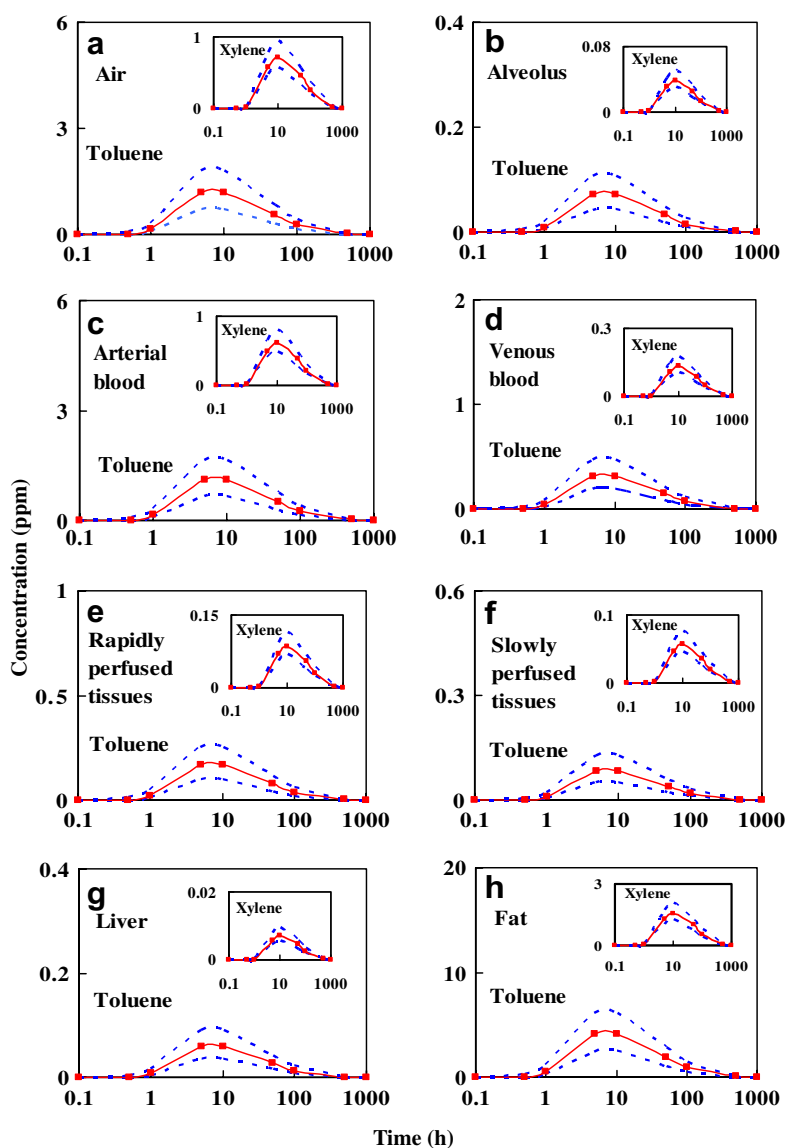 a
Air
Toluene
6
3
0
0.1 1 10 100 1000
Xylene
1
0
0.1 10 1000
b
Alveolus
Toluene
0.4
0.2
0
0.1 1 10 100 1000
Xylene
0.08
0
0.1 10 1000
c
Arterial
blood
Toluene
6
3
0
0.1 1 10 100 1000
Xylene
1
0
0.1 10 1000
d
Venous
blood
Toluene
2
1
0
0.1 1 10 100 1000
Xylene
0.3
0
0.1 10 1000
Concentration (ppm)
e
Rapidly
perfused
tissues
Toluene
1
0.5
0
0.1 1 10 100 1000
Xylene
0.15
0
0.1 10 1000
f
Slowly
perfused
tissues
Toluene
0.6
0.3
0
0.1 1 10 100 1000
Xylene
0.1
0
0.1 10 1000
g
Liver
Toluene
0.4
0.2
0
0.1 1 10 100 1000
Xylene
0.02
0
0.1 10 1000
h
Fat
Toluene
20
10
0
0.1 1 10 100 1000
Xylene
3
0
0.1 10 1000
Time (h)